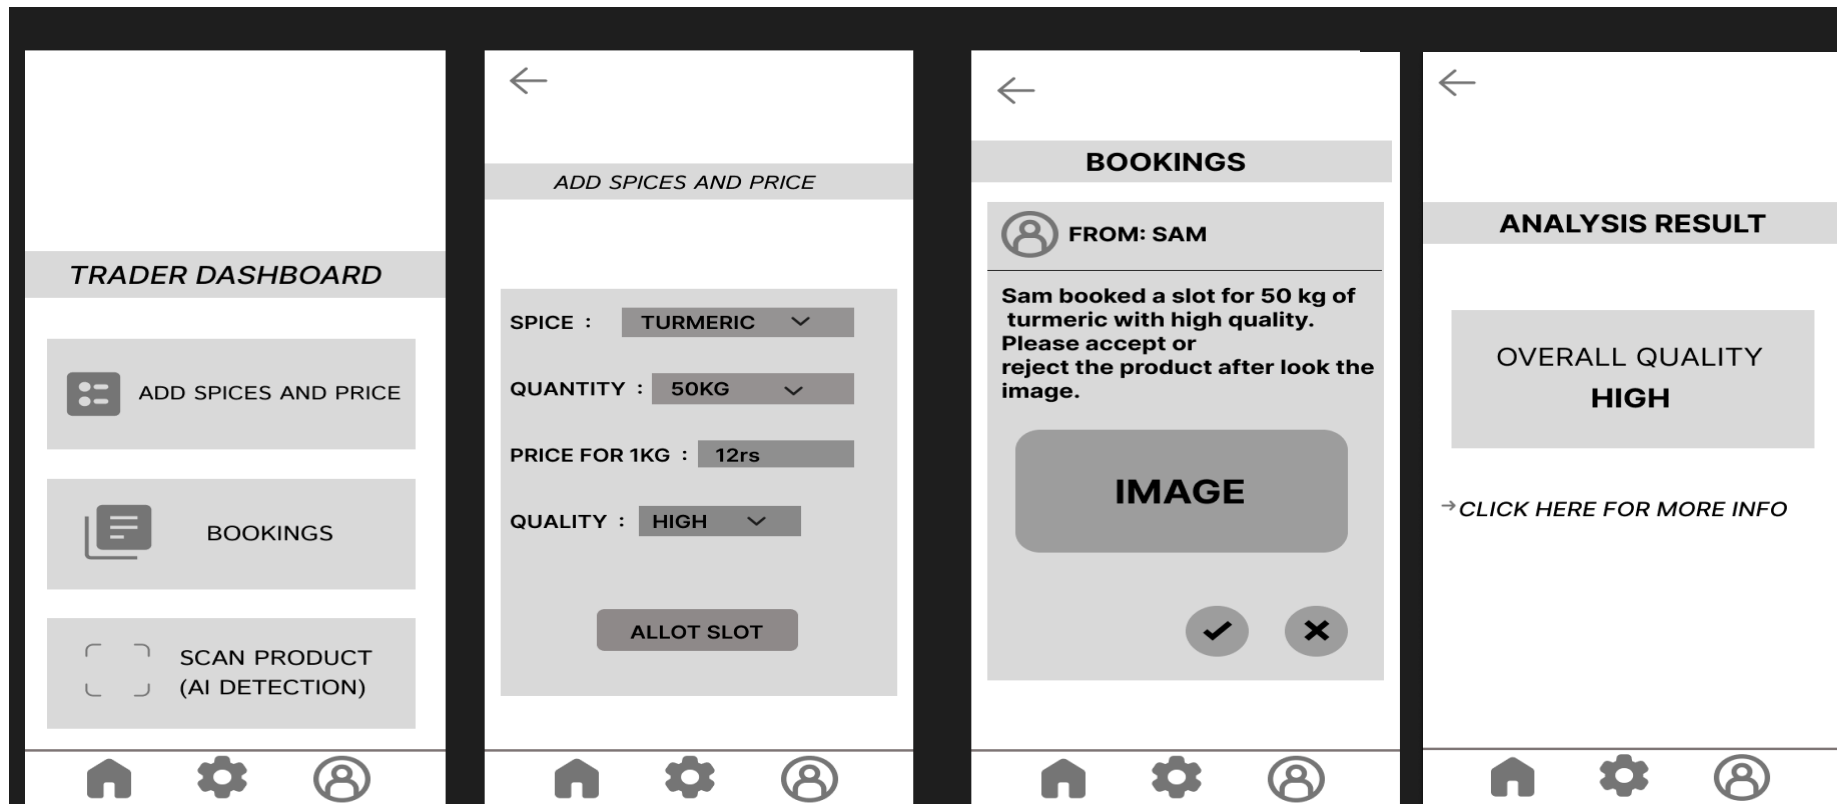 TRADER DASHBOARD
ADD SPICES AND PRICE
BOOKINGS
SCAN PRODUCT
(AI DETECTION)
ADD SPICES AND PRICE
SPICE : TURMERIC
QUANTITY : 50KG
PRICE FOR 1KG : 12rs
QUALITY : HIGH
ALLOT SLOT
BOOKINGS
FROM: SAM
Sam booked a slot for 50 kg of
turmeric with high quality.
Please accept or
reject the product after look the
image.
IMAGE
ANALYSIS RESULT
OVERALL QUALITY
HIGH
CLICK HERE FOR MORE INFO